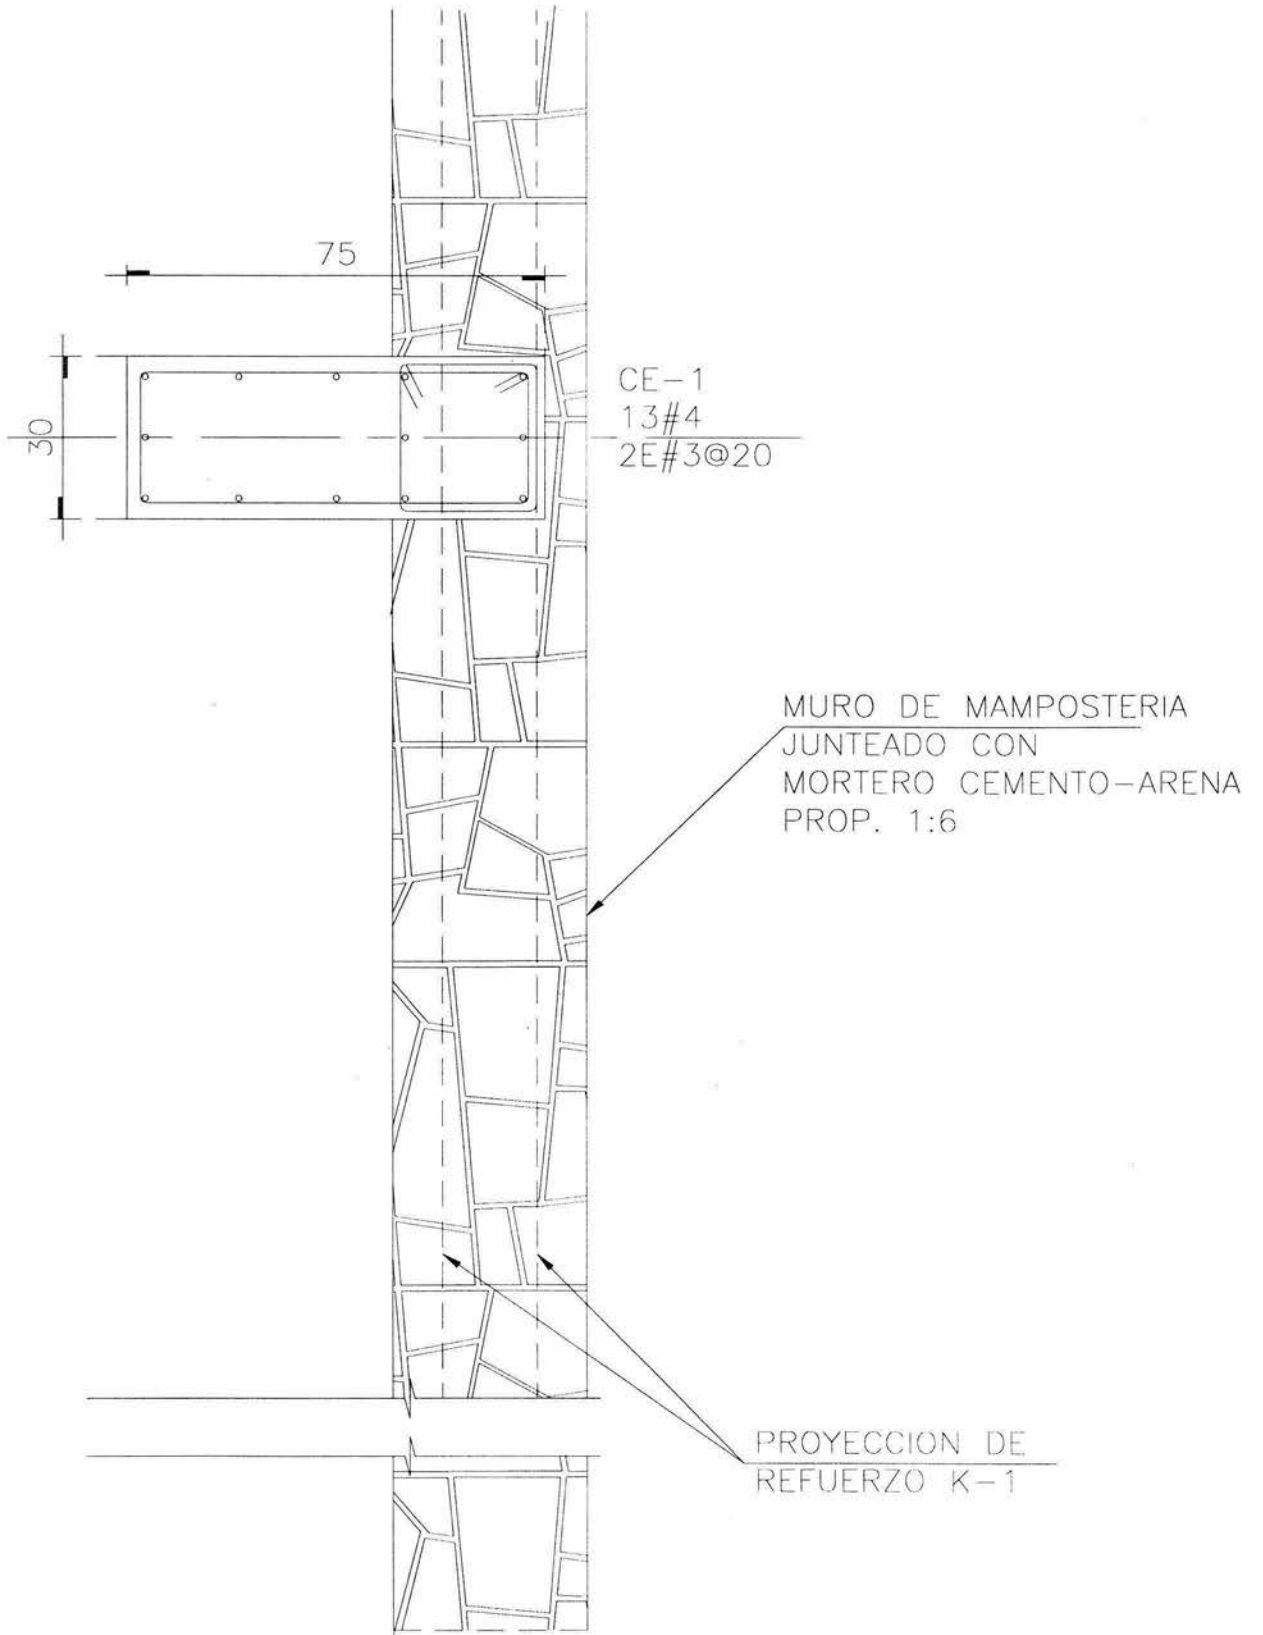 75
30
CE-1
13#4
2E#3@20
MURO DE MAMPOSTERIA
JUNTEADO CON
MORTERO CEMENTO-ARENA
PROP. 1:6
PROYECCION DE
REFUERZO K-1